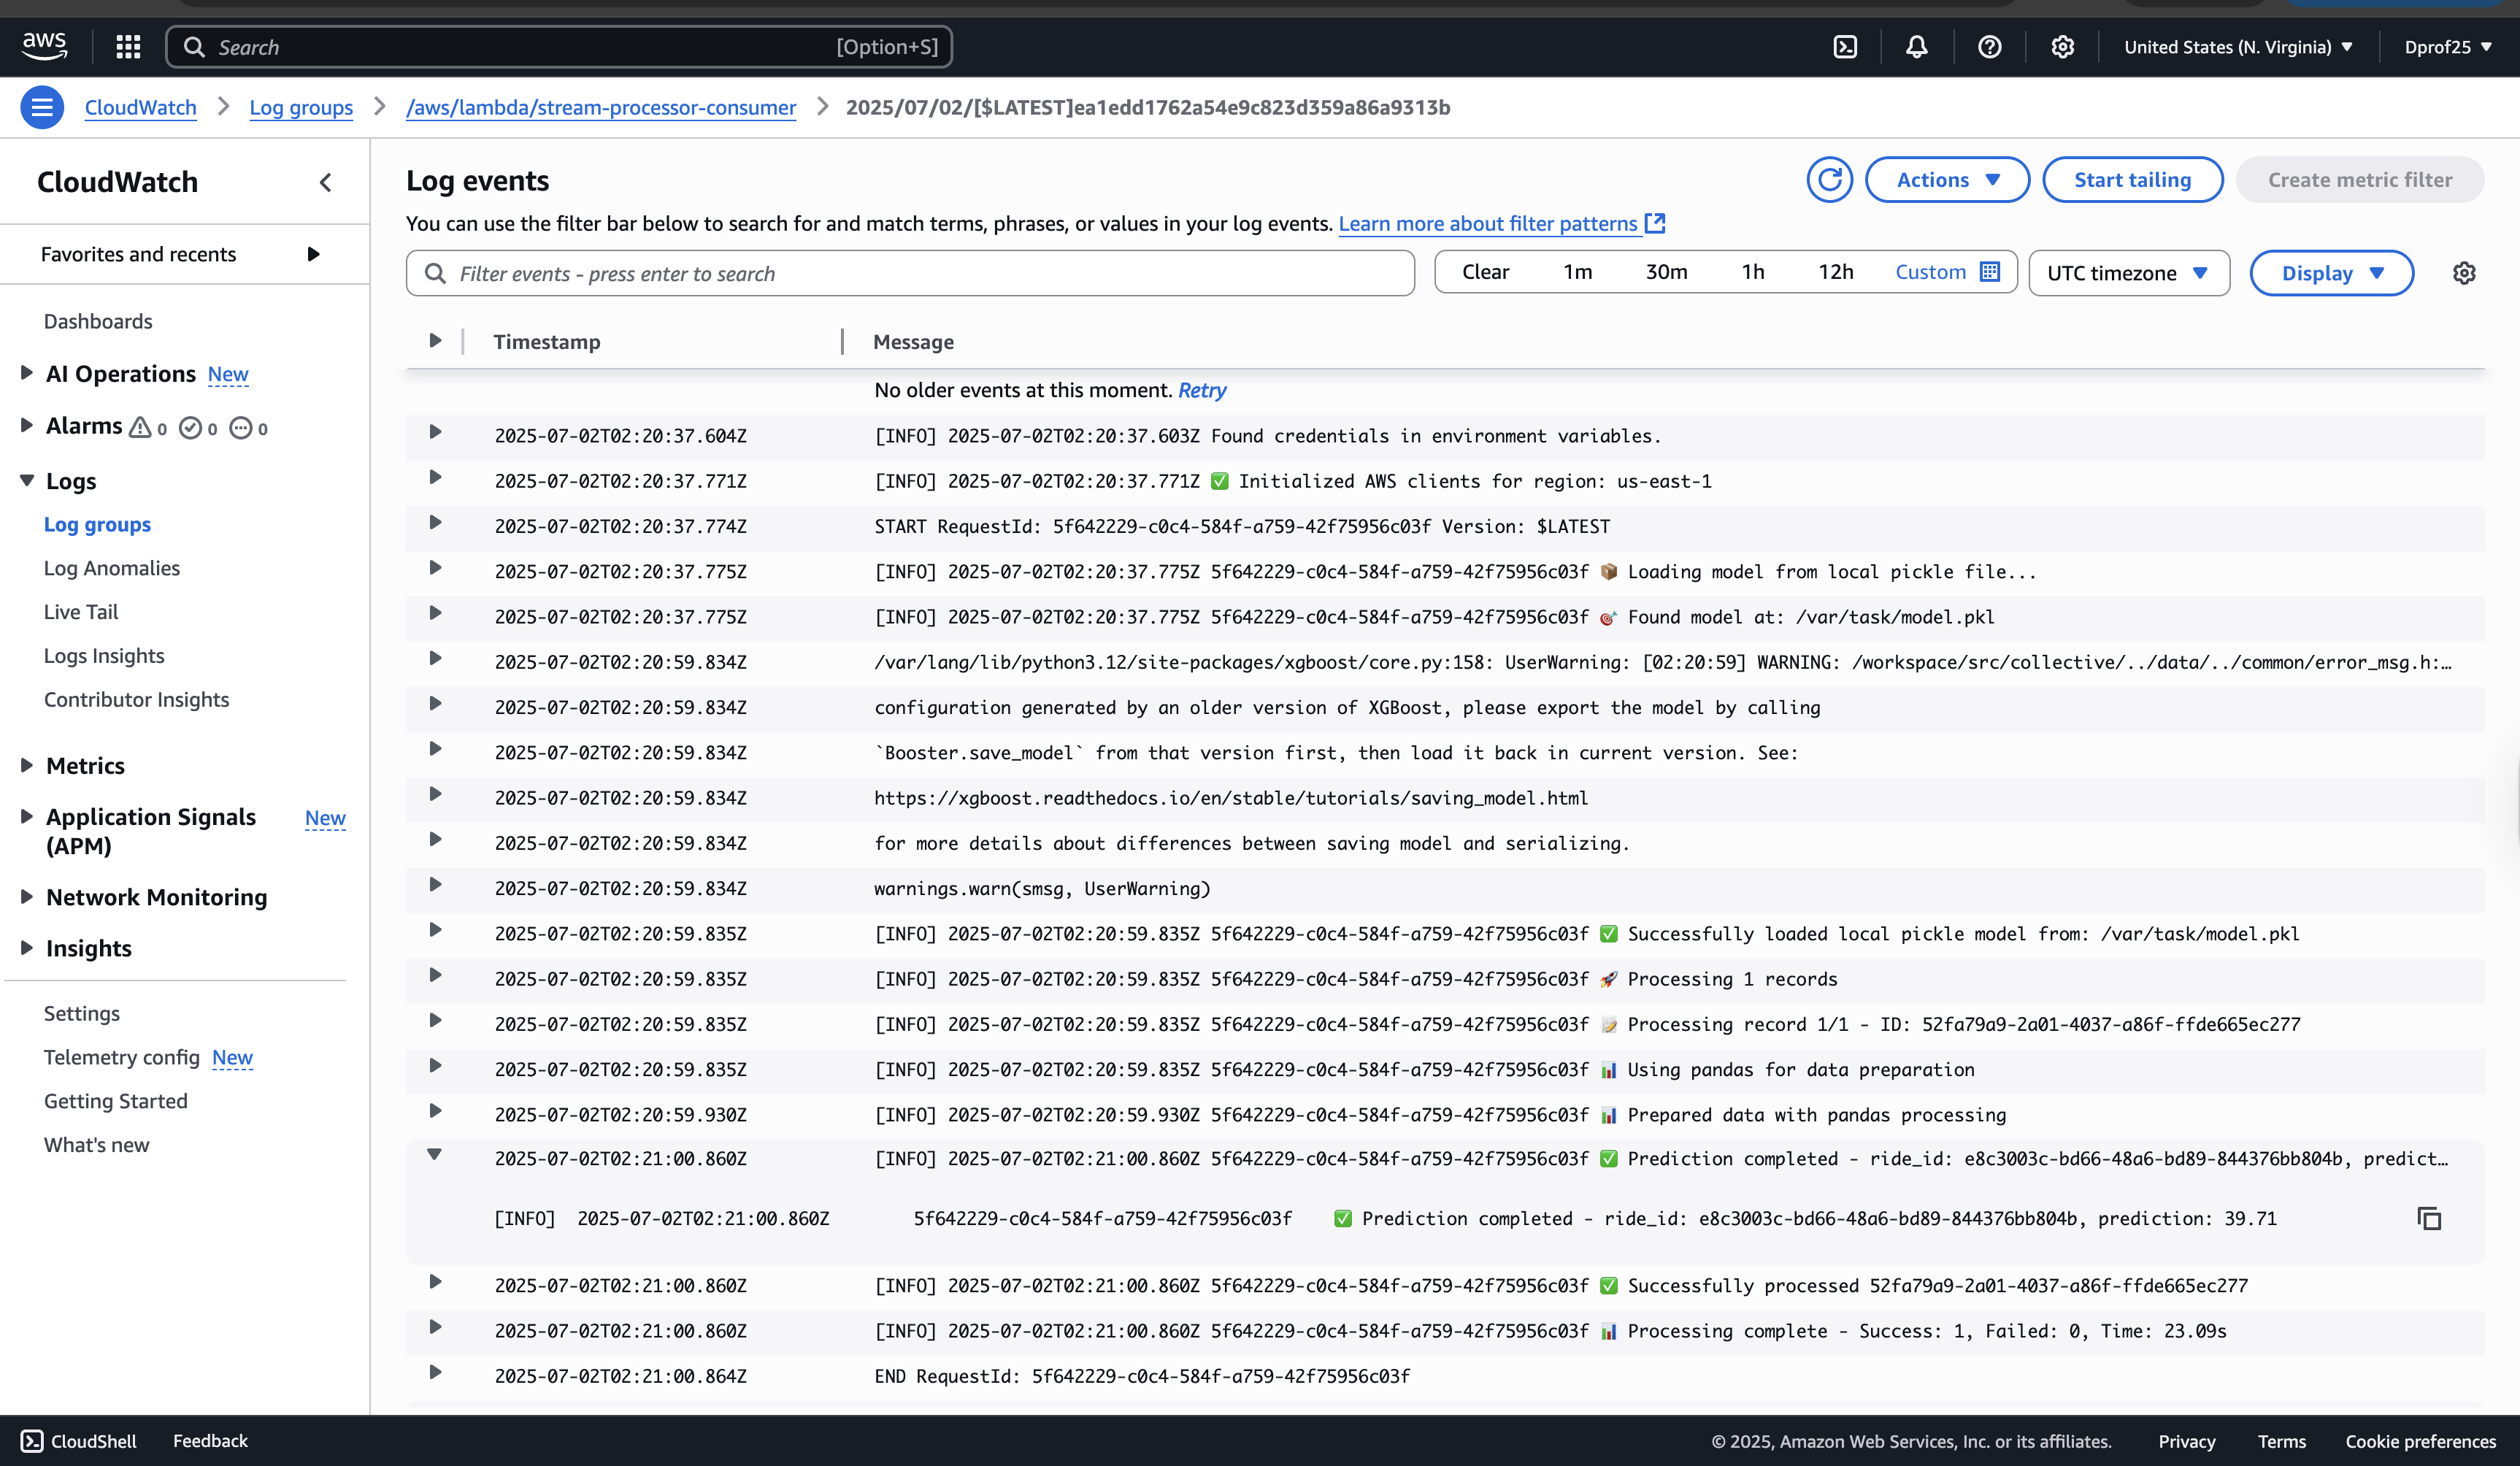 aws
Search [Option+S]
United States (N. Virginia)
Dprof25
CloudWatch
Log groups
/aws/lambda/stream-processor-consumer
2025/07/02/[$LATEST]ea1edd1762a54e9c823d359a86a9313b
CloudWatch
Favorites and recents
Dashboards
AI Operations New
Alarms 0 0 0
Logs
Log groups
Log Anomalies
Live Tail
Logs Insights
Contributor Insights
Metrics
Application Signals (APM) New
Network Monitoring
Insights
Settings
Telemetry config New
Getting Started
What's new
Log events
Actions
Start tailing
Create metric filter
You can use the filter bar below to search for and match terms, phrases, or values in your log events. Learn more about filter patterns
Filter events - press enter to search
Clear 1m 30m 1h 12h Custom
UTC timezone
Display
Timestamp Message
No older events at this moment. Retry
2025-07-02T02:20:37.604Z [INFO] 2025-07-02T02:20:37.603Z Found credentials in environment variables.
2025-07-02T02:20:37.771Z [INFO] 2025-07-02T02:20:37.771Z ✅ Initialized AWS clients for region: us-east-1
2025-07-02T02:20:37.774Z START RequestId: 5f642229-c0c4-584f-a759-42f75956c03f Version: $LATEST
2025-07-02T02:20:37.775Z [INFO] 2025-07-02T02:20:37.775Z 5f642229-c0c4-584f-a759-42f75956c03f 📦 Loading model from local pickle file...
2025-07-02T02:20:37.775Z [INFO] 2025-07-02T02:20:37.775Z 5f642229-c0c4-584f-a759-42f75956c03f 🎯 Found model at: /var/task/model.pkl
2025-07-02T02:20:59.834Z /var/lang/lib/python3.12/site-packages/xgboost/core.py:158: UserWarning: [02:20:59] WARNING: /workspace/src/collective/../data/../common/error_msg.h:…
2025-07-02T02:20:59.834Z configuration generated by an older version of XGBoost, please export the model by calling
2025-07-02T02:20:59.834Z `Booster.save_model` from that version first, then load it back in current version. See:
2025-07-02T02:20:59.834Z https://xgboost.readthedocs.io/en/stable/tutorials/saving_model.html
2025-07-02T02:20:59.834Z for more details about differences between saving model and serializing.
2025-07-02T02:20:59.834Z warnings.warn(smsg, UserWarning)
2025-07-02T02:20:59.835Z [INFO] 2025-07-02T02:20:59.835Z 5f642229-c0c4-584f-a759-42f75956c03f ✅ Successfully loaded local pickle model from: /var/task/model.pkl
2025-07-02T02:20:59.835Z [INFO] 2025-07-02T02:20:59.835Z 5f642229-c0c4-584f-a759-42f75956c03f 🚀 Processing 1 records
2025-07-02T02:20:59.835Z [INFO] 2025-07-02T02:20:59.835Z 5f642229-c0c4-584f-a759-42f75956c03f 📝 Processing record 1/1 - ID: 52fa79a9-2a01-4037-a86f-ffde665ec277
2025-07-02T02:20:59.835Z [INFO] 2025-07-02T02:20:59.835Z 5f642229-c0c4-584f-a759-42f75956c03f 📊 Using pandas for data preparation
2025-07-02T02:20:59.930Z [INFO] 2025-07-02T02:20:59.930Z 5f642229-c0c4-584f-a759-42f75956c03f 📊 Prepared data with pandas processing
2025-07-02T02:21:00.860Z [INFO] 2025-07-02T02:21:00.860Z 5f642229-c0c4-584f-a759-42f75956c03f ✅ Prediction completed - ride_id: e8c3003c-bd66-48a6-bd89-844376bb804b, predict…
[INFO] 2025-07-02T02:21:00.860Z 5f642229-c0c4-584f-a759-42f75956c03f ✅ Prediction completed - ride_id: e8c3003c-bd66-48a6-bd89-844376bb804b, prediction: 39.71
2025-07-02T02:21:00.860Z [INFO] 2025-07-02T02:21:00.860Z 5f642229-c0c4-584f-a759-42f75956c03f ✅ Successfully processed 52fa79a9-2a01-4037-a86f-ffde665ec277
2025-07-02T02:21:00.860Z [INFO] 2025-07-02T02:21:00.860Z 5f642229-c0c4-584f-a759-42f75956c03f 📊 Processing complete - Success: 1, Failed: 0, Time: 23.09s
2025-07-02T02:21:00.864Z END RequestId: 5f642229-c0c4-584f-a759-42f75956c03f
CloudShell
Feedback
© 2025, Amazon Web Services, Inc. or its affiliates.
Privacy
Terms
Cookie preferences